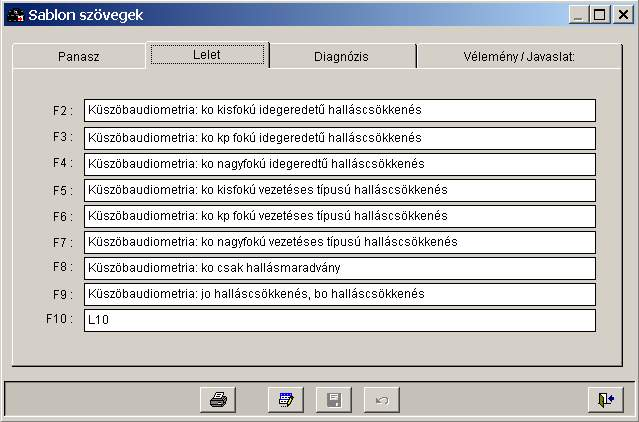 Sablon szövegek
Panasz
Lelet
Diagnózis
Vélemény / Javaslat:
F2 : Küszöbaudiometria: ko kisfokú idegeredetű halláscsökkenés
F3 : Küszöbaudiometria: ko kp fokú idegeredetű halláscsökkenés
F4 : Küszöbaudiometria: ko nagyfokú idegeredtű halláscsökkenés
F5 : Küszöbaudiometria: ko kisfokú vezetéses típusú halláscsökkenés
F6 : Küszöbaudiometria: ko kp fokú vezetéses típusú halláscsökkenés
F7 : Küszöbaudiometria: ko nagyfokú vezetéses típusú halláscsökkenés
F8 : Küszöbaudiometria: ko csak hallásmaradvány
F9 : Küszöbaudiometria: jo halláscsökkenés, bo halláscsökkenés
F10 : L10